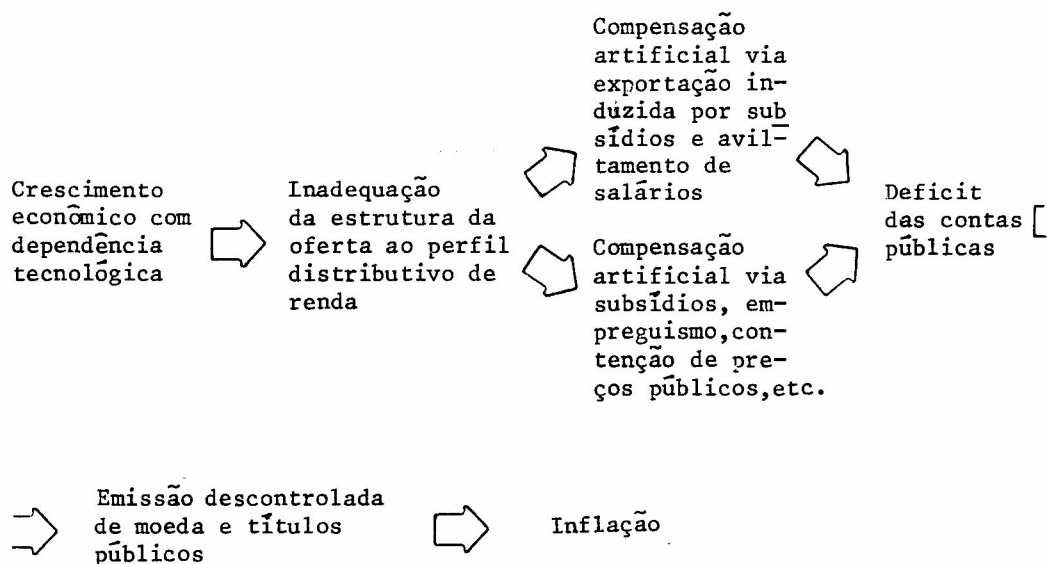 Crescimento
econômico com
dependência
tecnológica
Inadequação
da estrutura da
oferta ao perfil
distributivo de
renda
Compensação
artificial via
exportação in-
duzida por sub
sídios e avil-
tamento de
salários
Compensação
artificial via
subsídios, em-
preguismo,con-
tenção de pre-
ços públicos,etc.
Deficit
das contas
públicas
Emissão descontrolada
de moeda e títulos
públicos
Inflação